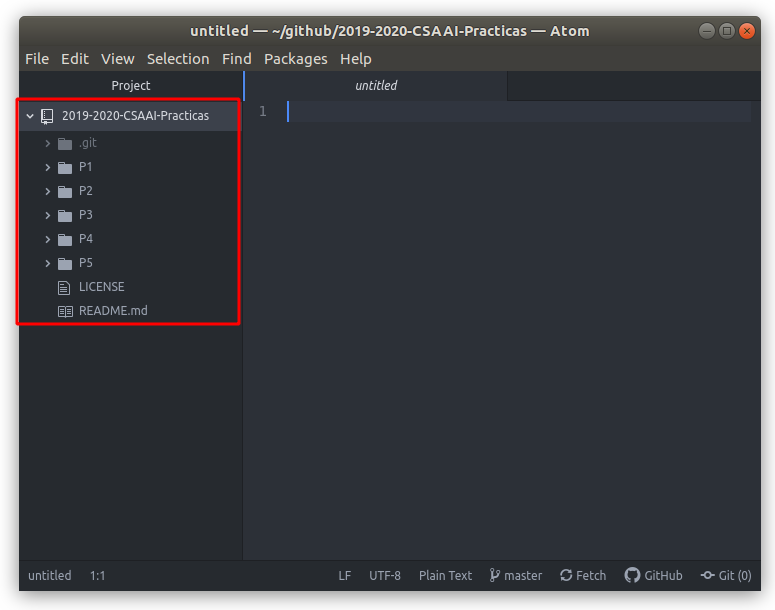 untitled — ~/github/2019-2020-CSAAI-Practicas — Atom
File Edit View Selection Find Packages Help
Project
untitled
2019-2020-CSAAI-Practicas
1
.git
P1
P2
P3
P4
P5
LICENSE
README.md
untitled 1:1 LF UTF-8 Plain Text master Fetch GitHub Git (0)